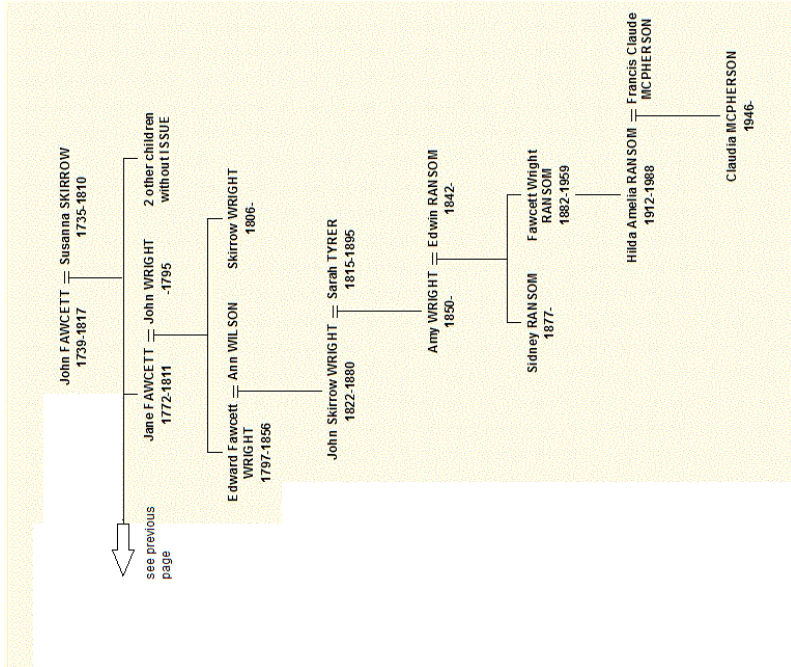 John FAWCETT = Susanna SKIRROW
1739-1817 1735-1810
see previous
page
Jane FAWCETT = John WRIGHT
1772-1811 -1795
2 other children
without ISSUE
Edward Fawcett = Ann WILSON
WRIGHT
1797-1856
Skirrow WRIGHT
1806-
John Skirrow WRIGHT = Sarah TYRER
1822-1880 1815-1895
Amy WRIGHT = Edwin RANSOM
1850- 1842-
Sidney RANSOM
1877-
Fawcett Wright
RANSOM
1882-1959
Hilda Amelia RANSOM = Francis Claude
1912-1988 MCPHERSON
Claudia MCPHERSON
1946-